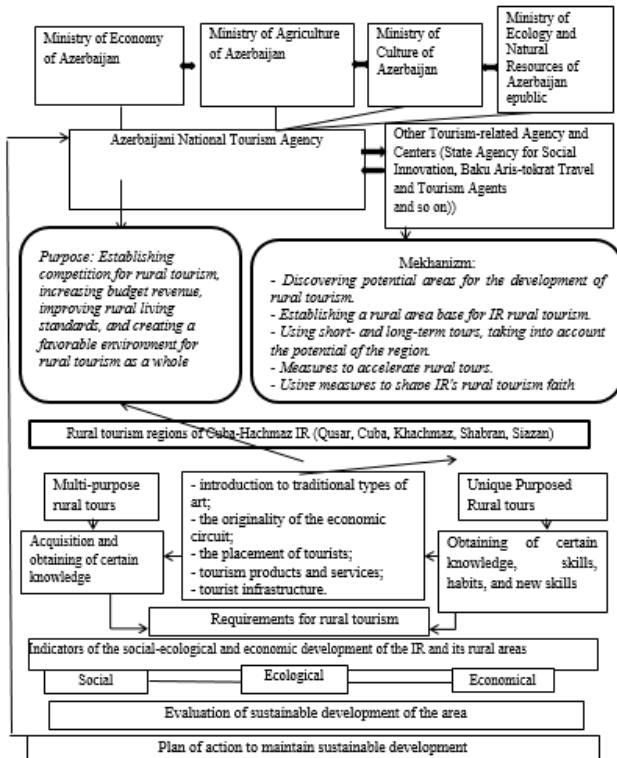 Ministry of Economy
of Azerbaijan
Ministry of Agriculture
of Azerbaijan
Ministry of
Culture of
Azerbaijan
Ministry of
Ecology and
Natural
Resources of
Azerbaijan
epublic
Azerbaijani National Tourism Agency
Other Tourism-related Agency and
Centers (State Agency for Social
Innovation, Baku Aris-tokrat Travel
and Tourism Agents
and so on))
Purpose: Establishing
competition for rural tourism,
increasing budget revenue,
improving rural living
standards, and creating a
favorable environment for
rural tourism as a whole
Mekhanizm:
- Discovering potential areas for the development of
rural tourism.
- Establishing a rural area base for IR rural tourism.
- Using short- and long-term tours, taking into account
the potential of the region.
- Measures to accelerate rural tours.
- Using measures to shape IR's rural tourism faith
Rural tourism regions of Cuba-Hachmaz IR (Qusar, Cuba, Khachmaz, Shabran, Siazan)
Multi-purpose
rural tours
- introduction to traditional types of
art;
- the originality of the economic
circuit;
- the placement of tourists;
- tourism products and services;
- tourist infrastructure.
Unique Purposed
Rural tours
Acquisition and
obtaining of certain
knowledge
Obtaining of certain
knowledge, skills,
habits, and new skills
Requirements for rural tourism
Indicators of the social-ecological and economic development of the IR and its rural areas
Social
Ecological
Economical
Evaluation of sustainable development of the area
Plan of action to maintain sustainable development